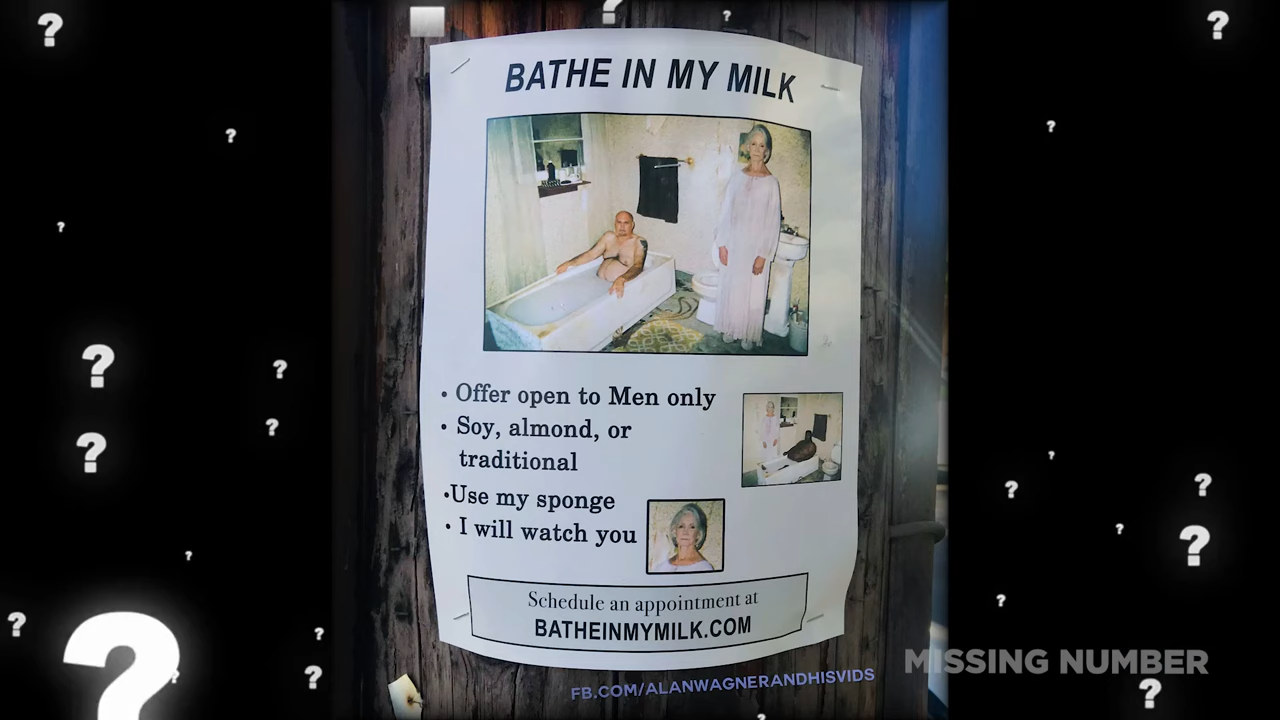 BATHE IN MY MILK
• Offer open to Men only
• Soy, almond, or
traditional
•Use my sponge
• I will watch you
Schedule an appointment at
BATHEINMYMILK.COM
FB.COM/ALANWAGNERANDHISVIDS
MISSING NUMBER